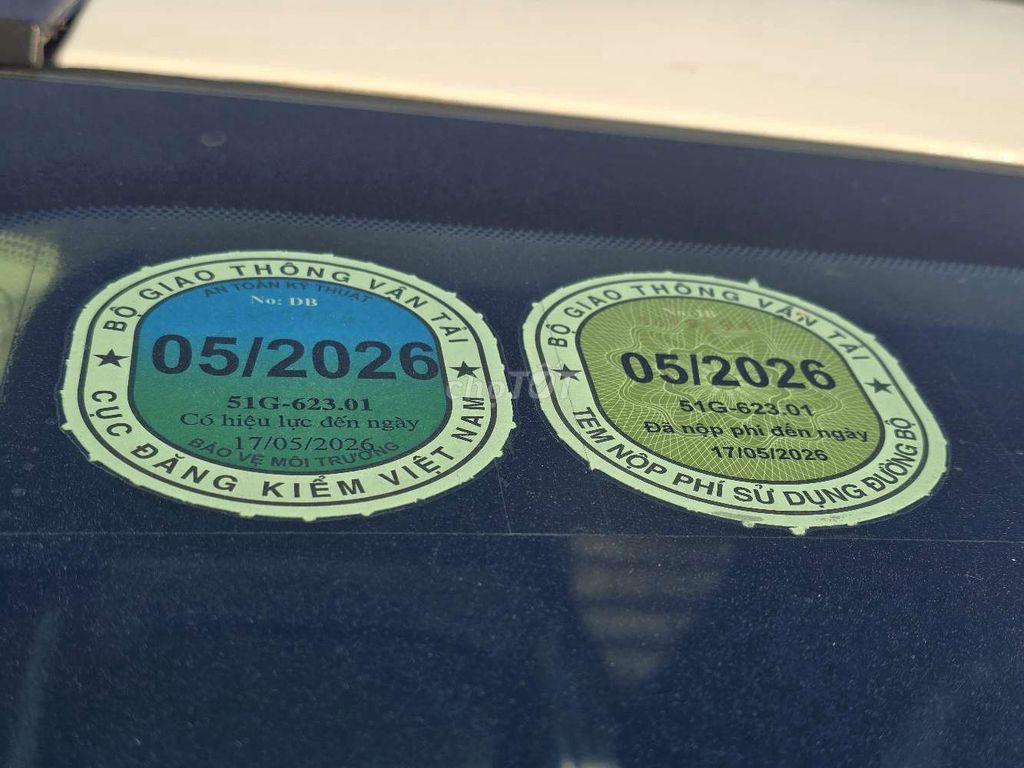 BỘ GIAO THÔNG VẬN TẢI
AN TOÀN KỸ THUẬT
No: DB
05/2026
51G-623.01
Có hiệu lực đến ngày
17/05/2026
BẢO VỆ MÔI TRƯỜNG
CỤC ĐĂNG KIỂM VIỆT NAM
BỘ GIAO THÔNG VẬN TẢI
05/2026
51G-623.01
Đã nộp phí đến ngày
17/05/2026
TEM NỘP PHÍ SỬ DỤNG ĐƯỜNG BỘ
chợTỐT